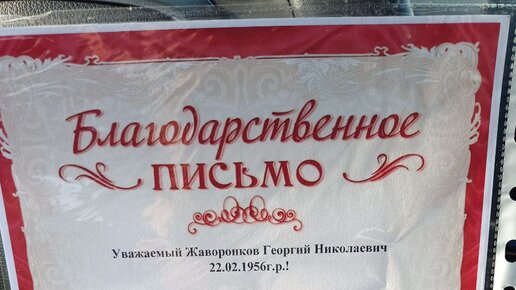 Благодарственное
ПИСЬМО
Уважаемый Жаворонков Георгий Николаевич
22.02.1956г.р.!